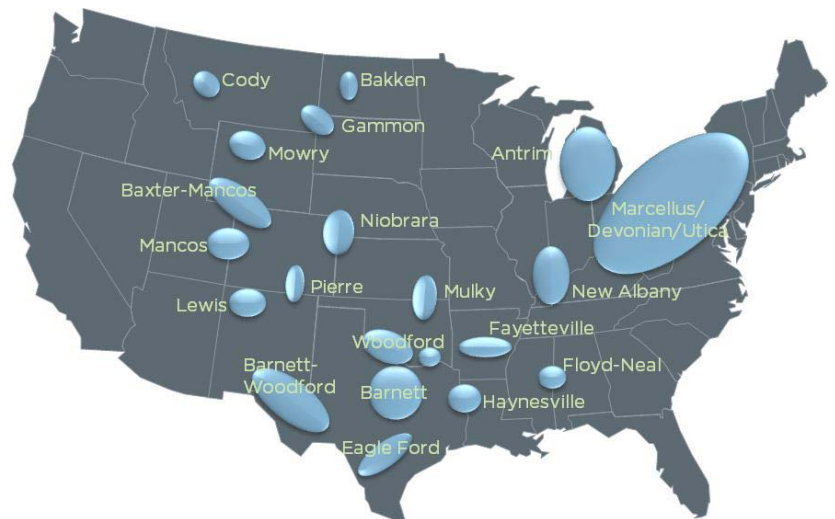 Cody
Bakken
Gammon
Mowry
Antrim
Baxter-Mancos
Niobrara
Marcellus/
Devonian/Utica
Mancos
Pierre
Mulky
New Albany
Lewis
Fayetteville
Woodford
Barnett-
Woodford
Floyd-Neal
Barnett
Haynesville
Eagle Ford